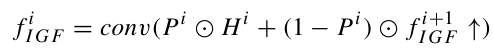 f^i_{IGF} = conv(P^i ⊙ H^i + (1 − P^i) ⊙ f^{i+1}_{IGF} ↑)